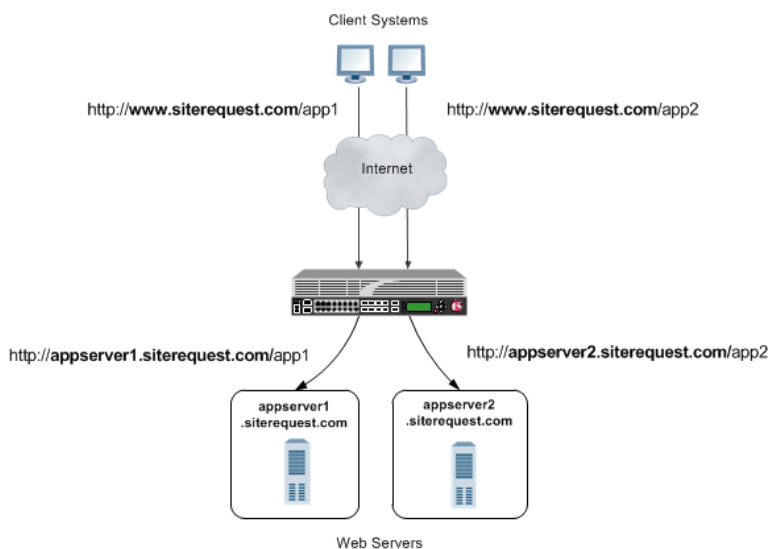 Client Systems
http://www.siterequest.com/app1
http://www.siterequest.com/app2
Internet
http://appserver1.siterequest.com/app1
http://appserver2.siterequest.com/app2
appserver1
.siterequest.com
appserver2
.siterequest.com
Web Servers